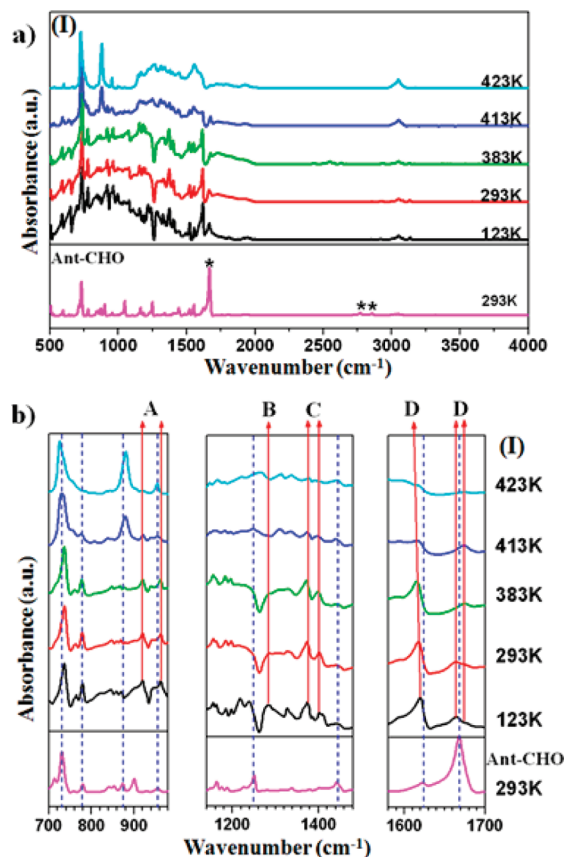 a) (I)
Absorbance (a.u.)
423K
413K
383K
293K
123K
Ant-CHO
*
**
293K
500 1000 1500 2000 2500 3000 3500 4000
Wavenumber (cm⁻¹)
b) A B C D D (I)
Absorbance (a.u.)
423K
413K
383K
293K
123K
Ant-CHO
293K
700 800 900 1200 1400 1600 1700
Wavenumber (cm⁻¹)